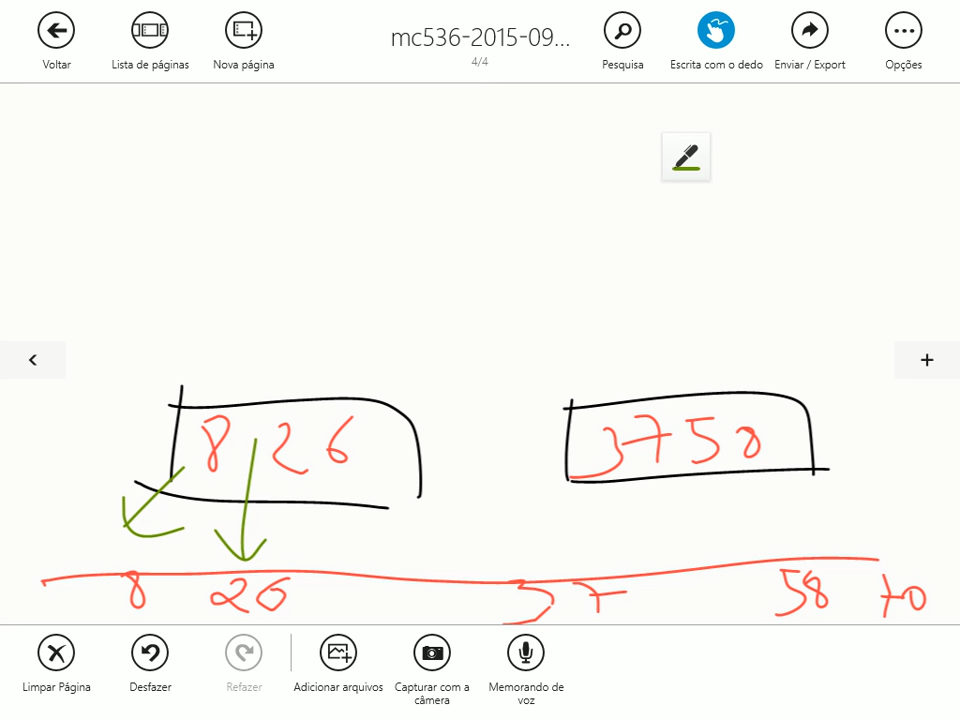 mc536-2015-09...
4/4
Voltar
Lista de páginas
Nova página
Pesquisa
Escrita com o dedo
Enviar / Export
Opções
8 26
37 58
8 26 37 58 70
Limpar Página
Desfazer
Refazer
Adicionar arquivos
Capturar com a
câmera
Memorando de
voz